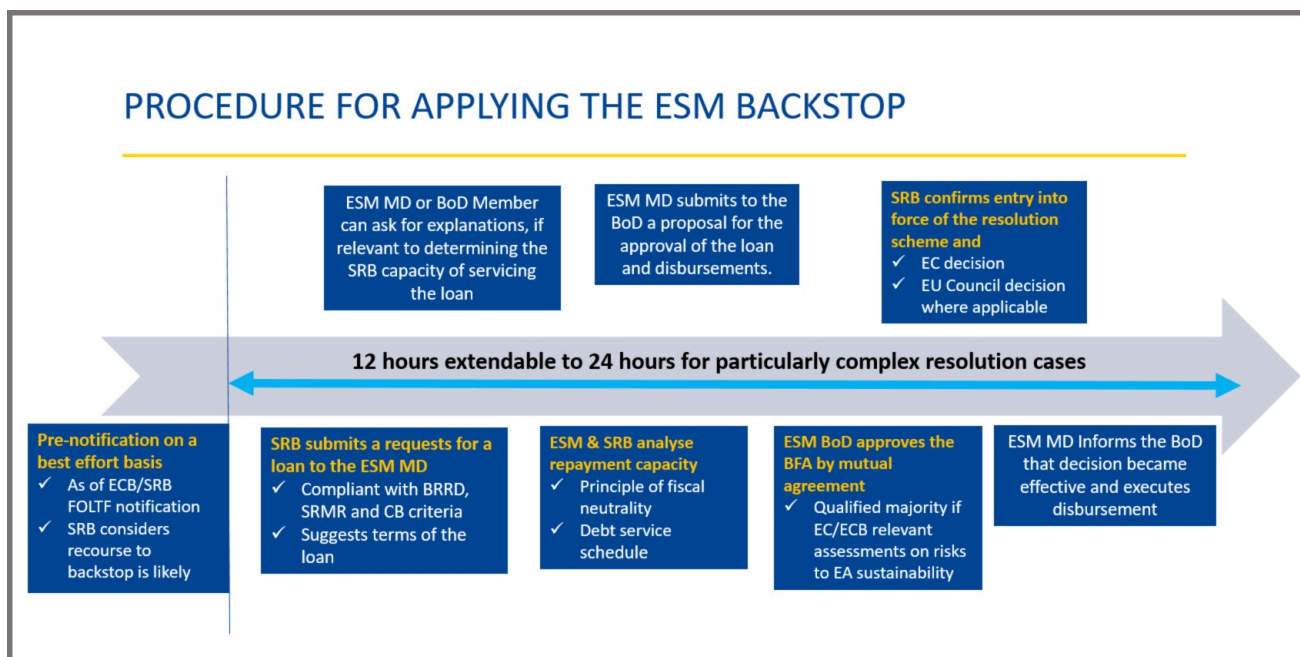 PROCEDURE FOR APPLYING THE ESM BACKSTOP
ESM MD or BoD Member
can ask for explanations, if
relevant to determining the
SRB capacity of servicing
the loan
ESM MD submits to the
BoD a proposal for the
approval of the loan
and disbursements.
SRB confirms entry into
force of the resolution
scheme and
✓ EC decision
✓ EU Council decision
where applicable
12 hours extendable to 24 hours for particularly complex resolution cases
Pre-notification on a
best effort basis
✓ As of ECB/SRB
FOLTF notification
✓ SRB considers
recourse to
backstop is likely
SRB submits a requests for a
loan to the ESM MD
✓ Compliant with BRRD,
SRMR and CB criteria
✓ Suggests terms of the
loan
ESM & SRB analyse
repayment capacity
✓ Principle of fiscal
neutrality
✓ Debt service
schedule
ESM BoD approves the
BFA by mutual
agreement
✓ Qualified majority if
EC/ECB relevant
assessments on risks
to EA sustainability
ESM MD Informs the BoD
that decision became
effective and executes
disbursement